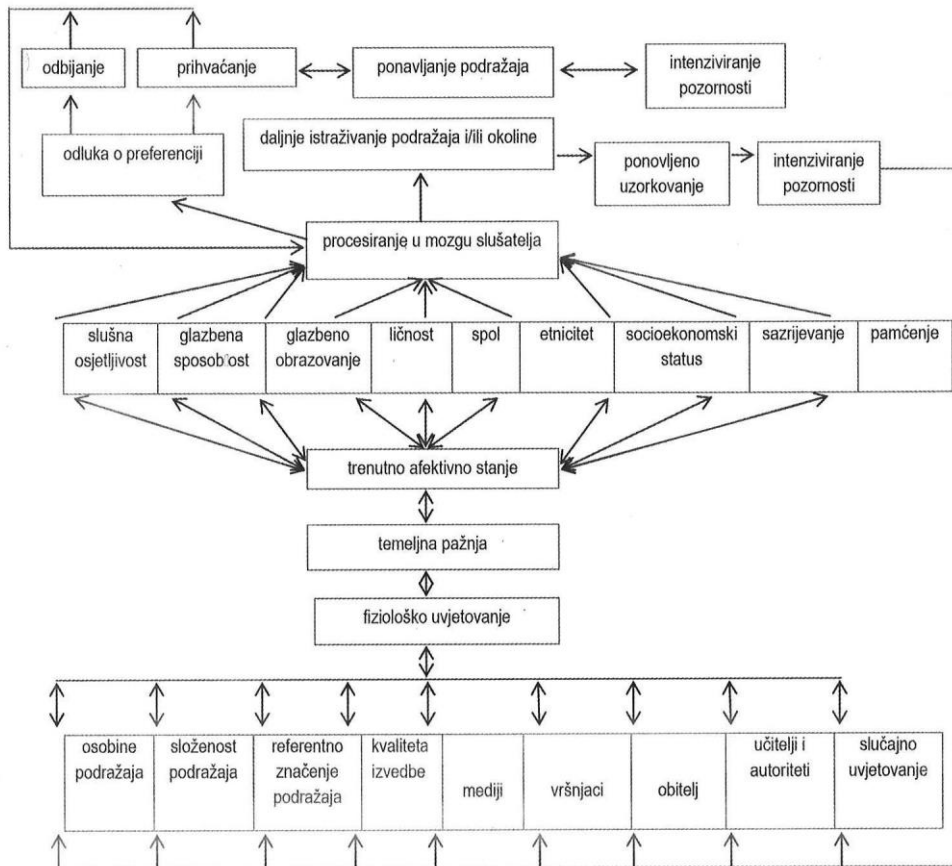 odbijanje
prihvaćanje
ponavljanje podražaja
intenziviranje
pozornosti
odluka o preferenciji
daljnje istraživanje podražaja i/ili okoline
ponovljeno
uzorkovanje
intenziviranje
pozornosti
procesiranje u mozgu slušatelja
slušna
osjetljivost
glazbena
sposobost
glazbeno
obrazovanje
ličnost
spol
etnicitet
socioekonomski
status
sazrijevanje
pamćenje
trenutno afektivno stanje
temeljna pažnja
fiziološko uvjetovanje
osobine
podražaja
složenost
podražaja
referentno
značenje
podražaja
kvaliteta
izvedbe
mediji
vršnjaci
obitelj
učitelji i
autoriteti
slučajno
uvjetovanje